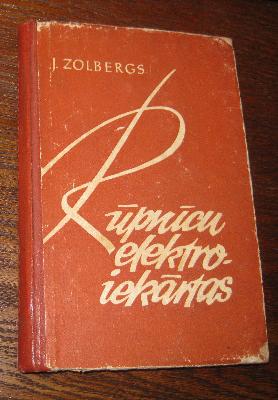 J. ZOLBERGS
Rūpnīcu
elektro-
iekārtas